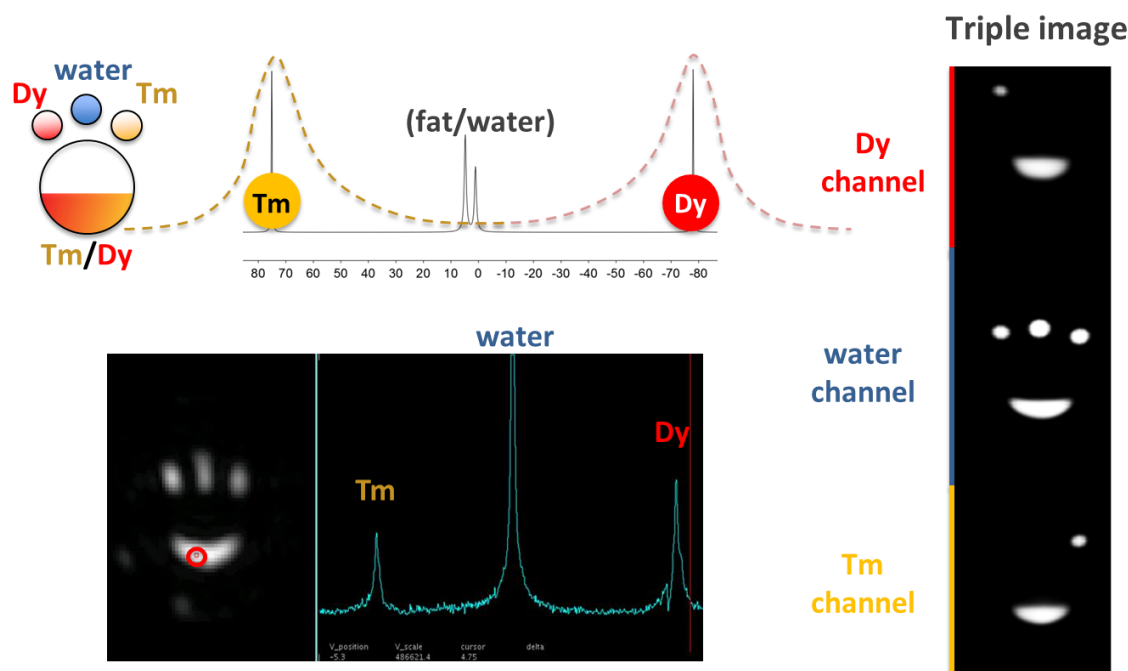 Triple image
water
Dy
Tm
Tm/Dy
(fat/water)
Tm
Dy
80 70 60 50 40 30 20 10 0 -10 -20 -30 -40 -50 -60 -70 -80
Dy
channel
water
channel
Tm
channel
water
Tm
Dy
V_position V_scale cursor delta
-5.3 486621.4 4.75